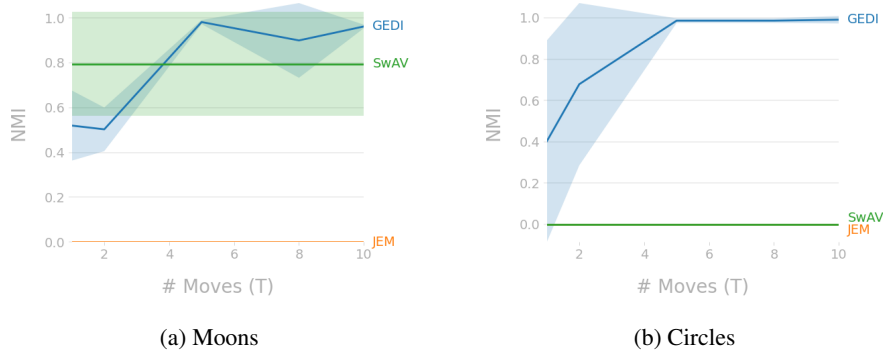 1.0
0.8
0.6
0.4
0.2
0.0
NMI
2
4
6
8
10
# Moves (T)
GEDI
SwAV
JEM
(a) Moons
1.0
0.8
0.6
0.4
0.2
0.0
NMI
2
4
6
8
10
# Moves (T)
GEDI
SwAV
JEM
(b) Circles